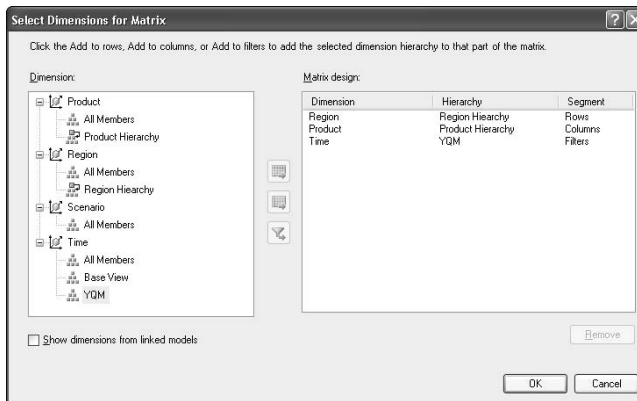 Select Dimensions for Matrix
Click the Add to rows, Add to columns, or Add to filters to add the selected dimension hierarchy to that part of the matrix.
Dimension:
Product
All Members
Product Hierarchy
Region
All Members
Region Hiearchy
Scenario
All Members
Time
All Members
Base View
YQM
Show dimensions from linked models
Matrix design:
Dimension Hierarchy Segment
Region Region Hiearchy Rows
Product Product Hierarchy Columns
Time YQM Filters
Remove
OK Cancel